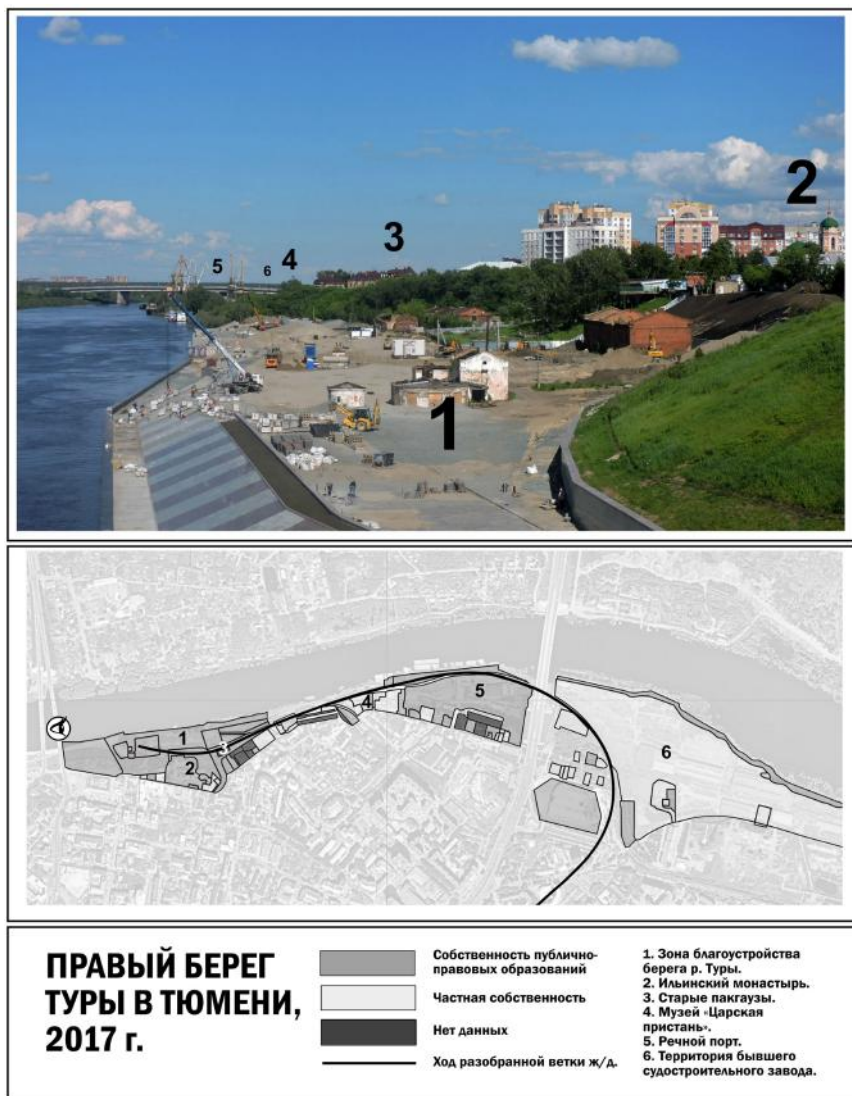 5
6
4
3
2
1
1
3
2
4
5
6
ПРАВЫЙ БЕРЕГ
ТУРЫ В ТЮМЕНИ,
2017 г.
Собственность публично-
правовых образований
Частная собственность
Нет данных
Ход разобранной ветки ж/д.
1. Зона благоустройства
берега р. Туры.
2. Ильинский монастырь.
3. Старые пакгаузы.
4. Музей «Царская
пристань».
5. Речной порт.
6. Территория бывшего
судостроительного завода.